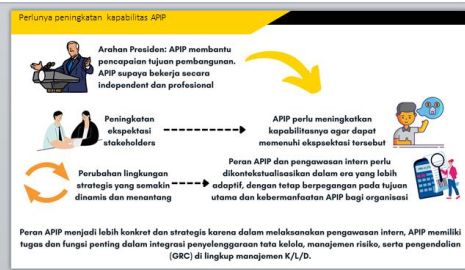 Perlunya peningkatan kapabilitas APIP
Arahan Presiden: APIP membantu
pencapaian tujuan pembangunan.
APIP supaya bekerja secara
independent dan profesional
Peningkatan
ekspektasi
stakeholders
APIP perlu meningkatkan
kapabilitasnya agar dapat
memenuhi ekspsektasi tersebut
Perubahan lingkungan
strategis yang semakin
dinamis dan menantang
Peran APIP dan pengawasan intern perlu
dikontekstualisasikan dalam era yang lebih
adaptif, dengan tetap berpegangan pada tujuan
utama dan kebermanfaatan APIP bagi organisasi
Peran APIP menjadi lebih konkret dan strategis karena dalam melaksanakan pengawasan intern, APIP memiliki
tugas dan fungsi penting dalam integrasi penyelenggaraan tata kelola, manajemen risiko, serta pengendalian
(GRC) di lingkup manajemen K/L/D.